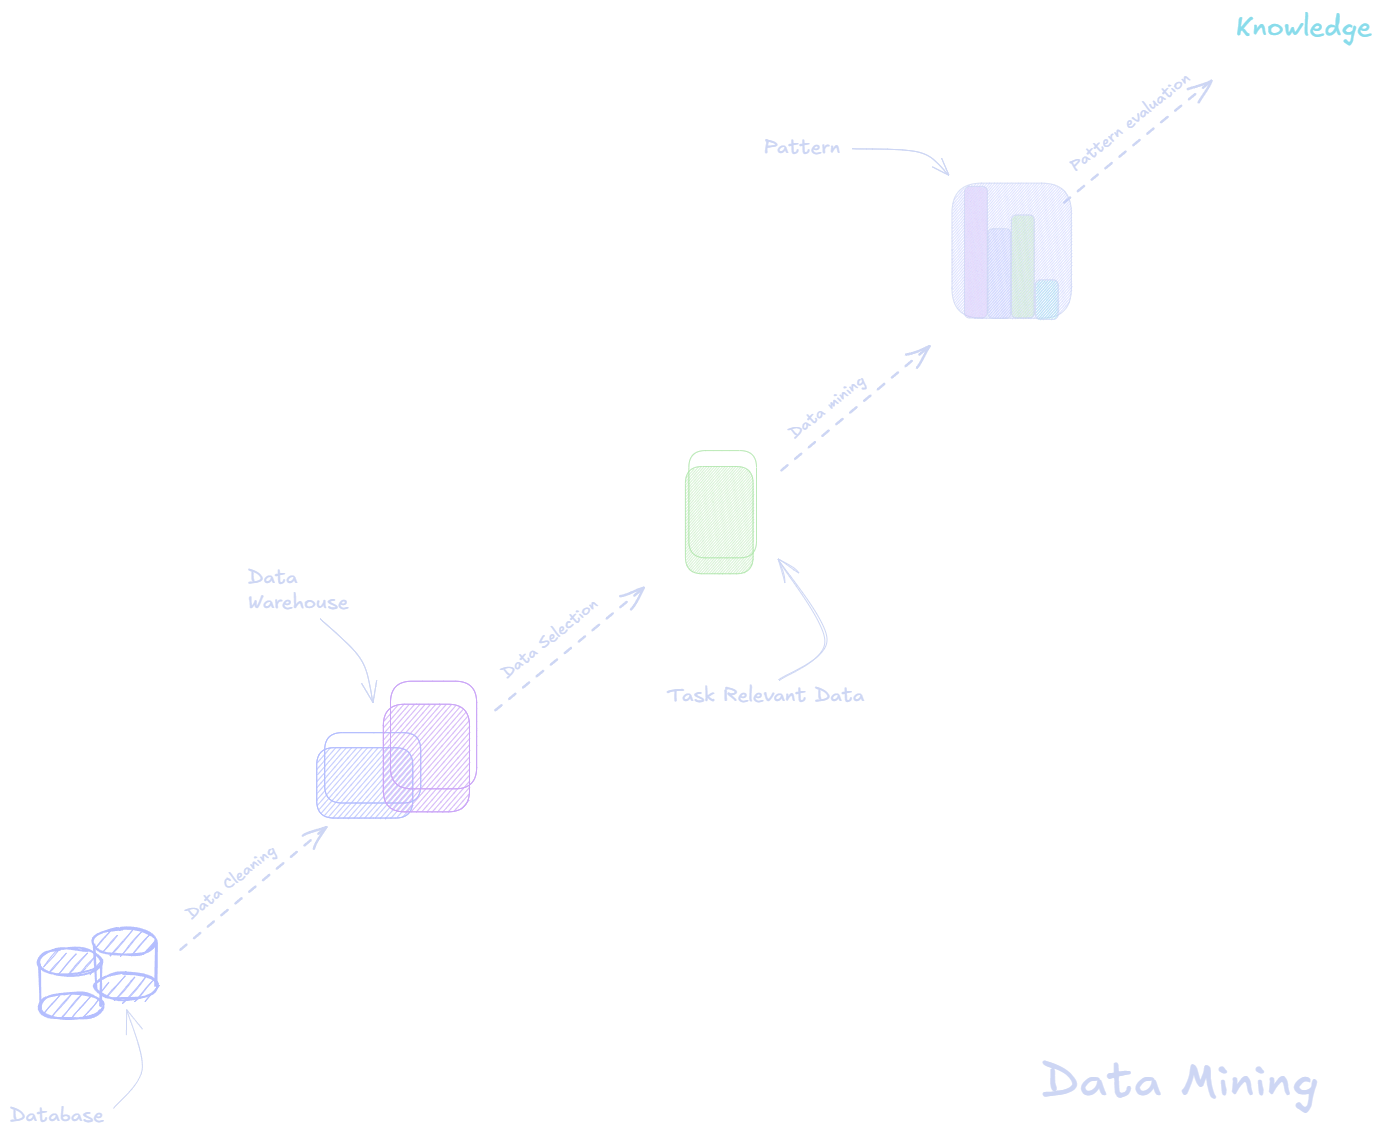 Knowledge
Pattern evaluation
Pattern
Data mining
Data
Warehouse
Data Selection
Task Relevant Data
Data Cleaning
Database
Data Mining